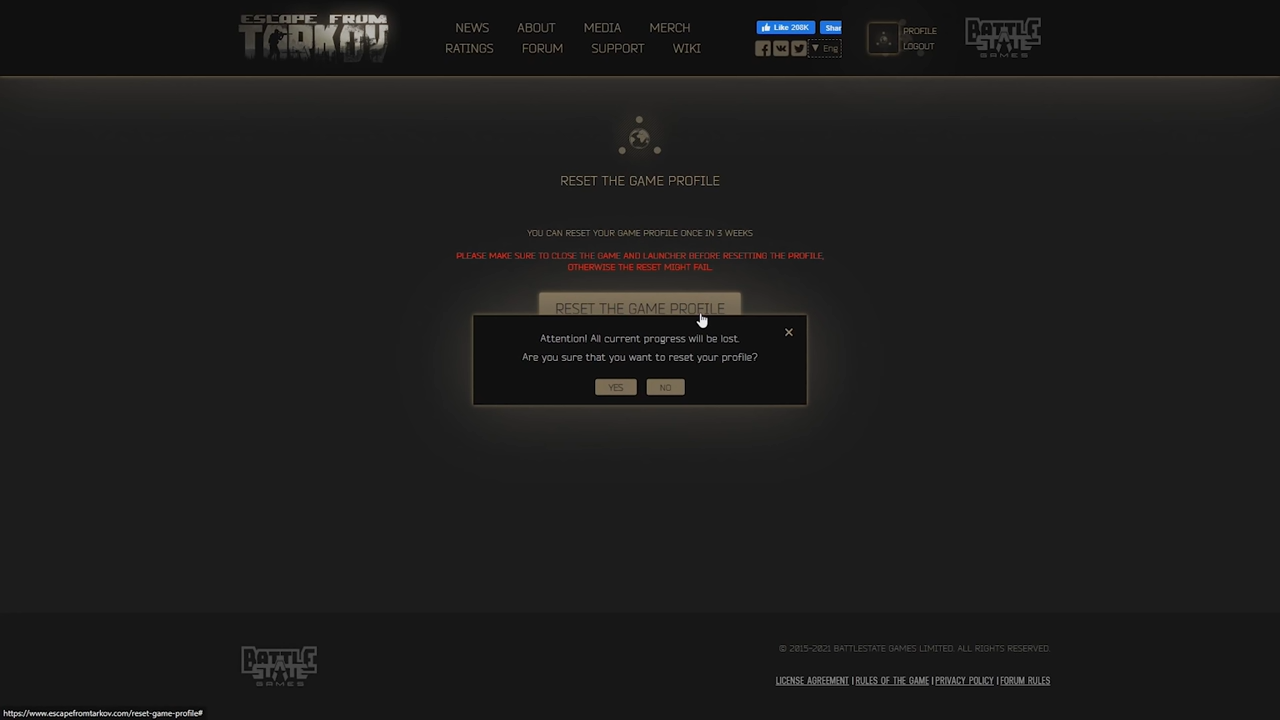 ESCAPE FROM
TARKOV
NEWS ABOUT MEDIA MERCH
RATINGS FORUM SUPPORT WIKI
Like 208K Shar
▼ Eng
PROFILE
LOGOUT
BATTLE
STATE
GAMES
RESET THE GAME PROFILE
YOU CAN RESET YOUR GAME PROFILE ONCE IN 3 WEEKS
PLEASE MAKE SURE TO CLOSE THE GAME AND LAUNCHER BEFORE RESETTING THE PROFILE,
OTHERWISE THE RESET MIGHT FAIL.
RESET THE GAME PROFILE
Attention! All current progress will be lost.
Are you sure that you want to reset your profile?
YES NO
BATTLE
STATE
GAMES
© 2015-2021 BATTLESTATE GAMES LIMITED. ALL RIGHTS RESERVED.
LICENSE AGREEMENT | RULES OF THE GAME | PRIVACY POLICY | FORUM RULES
https://www.escapefromtarkov.com/reset-game-profile#